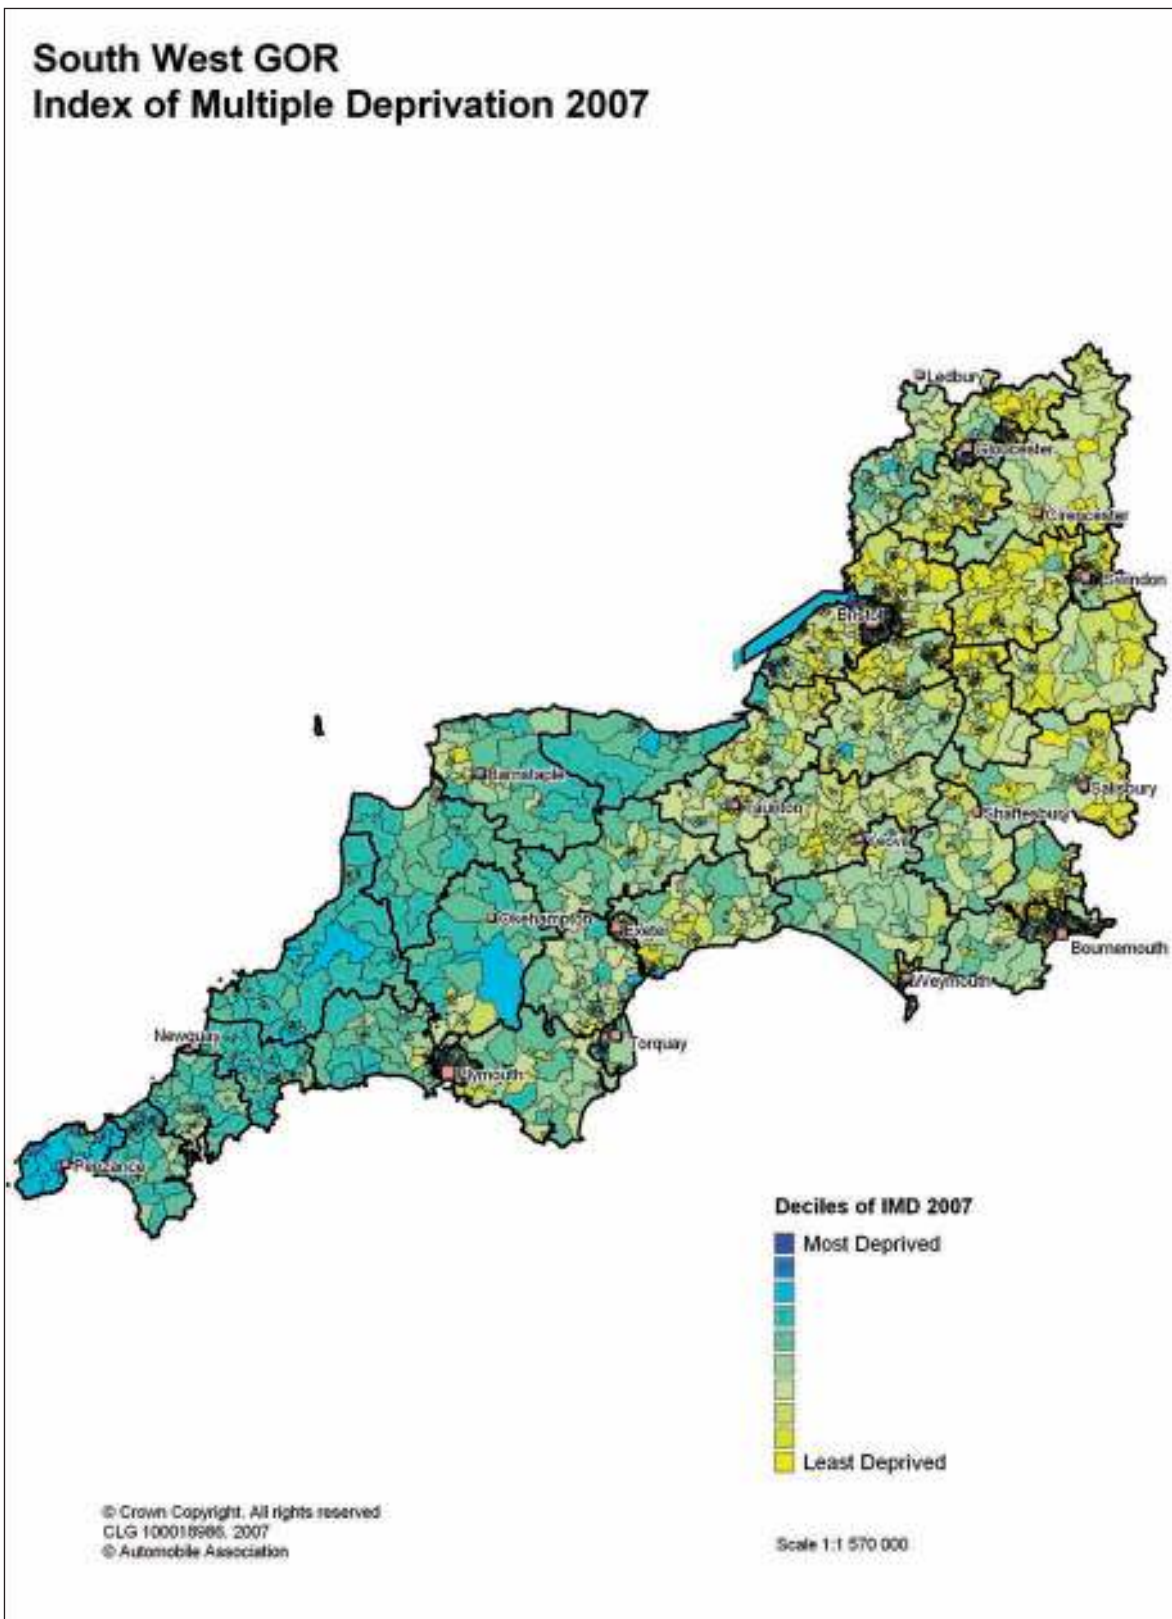 South West GOR
Index of Multiple Deprivation 2007
Ledbury
Gloucester
Cirencester
Swindon
Bristol
Barnstaple
Taunton
Salisbury
Shaftesbury
Yeovil
Okehampton
Exeter
Bournemouth
Weymouth
Newquay
Torquay
Plymouth
Penzance
Deciles of IMD 2007
Most Deprived
Least Deprived
© Crown Copyright. All rights reserved
CLG 100018986, 2007
© Automobile Association
Scale 1:1 570 000